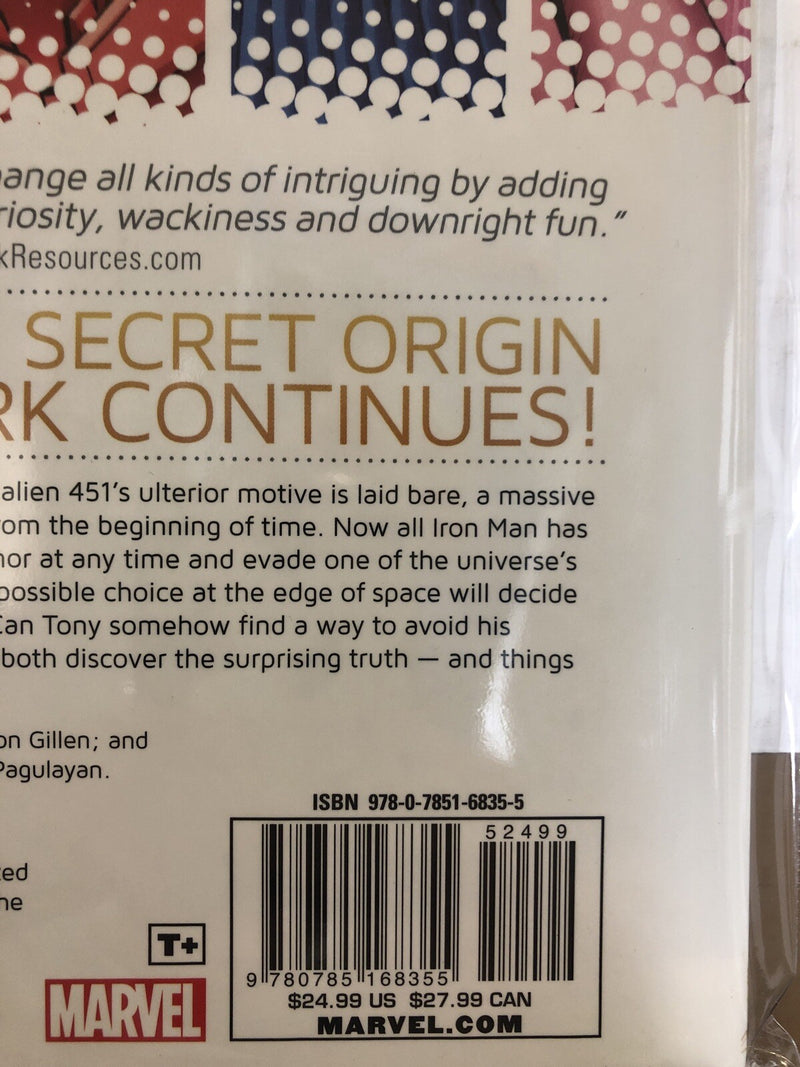 ange all kinds of intriguing by adding
riosity, wackiness and downright fun."
kResources.com
SECRET ORIGIN
RK CONTINUES!
alien 451's ulterior motive is laid bare, a massive
om the beginning of time. Now all Iron Man has
or at any time and evade one of the universe's
possible choice at the edge of space will decide
Can Tony somehow find a way to avoid his
both discover the surprising truth — and things
on Gillen; and
Pagulayan.
ISBN 978-0-7851-6835-5
52499
ed
he
T+
9 780785 168355
$24.99 US $27.99 CAN
MARVEL
MARVEL.COM